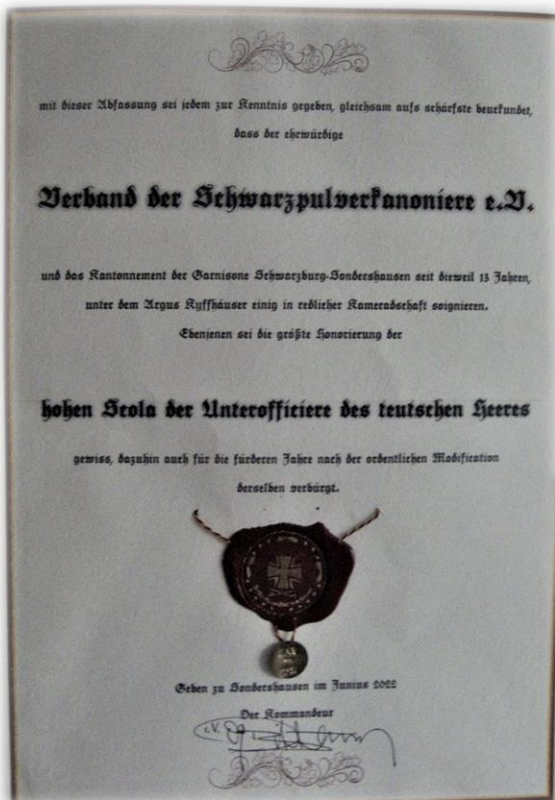 mit dieser Abfassung sei jedem zur Kenntnis gegeben, gleichsam aufs schärfste beurkundet,
dass der ehrwürdige
Verband der Schwarzpulverkanoniere e.V.
und das Kantonnement der Garnisone Schwarzburg-Sondershausen seit dieweil 13 Jahren,
unter dem Argus Kyffhäuser einig in redlicher Kameradschaft soignieren.
Ebenjenen sei die größte Honorierung der
hohen Scola der Unterofficiere des teutschen Heeres
gewiss, dazuhin auch für die fürderen Jahre nach der ordentlichen Modification
derselben verbürgt.
Geben zu Sondershausen im Junius 2022
Der Kommandeur